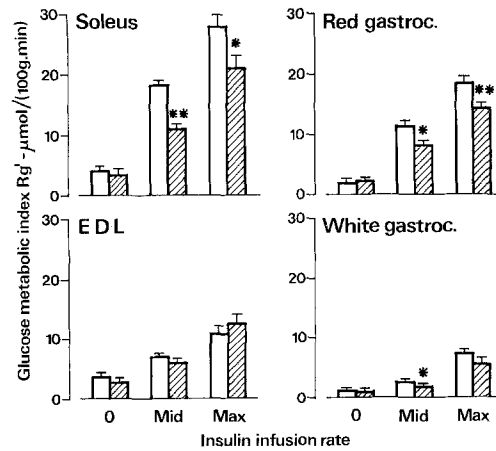 Glucose metabolic index Rg' - μmol/(100g.min)
Soleus
30
20
10
0
*
**
Red gastroc.
30
20
10
0
*
**
EDL
30
20
10
0
0 Mid Max
White gastroc.
30
20
10
0
*
0 Mid Max
Insulin infusion rate